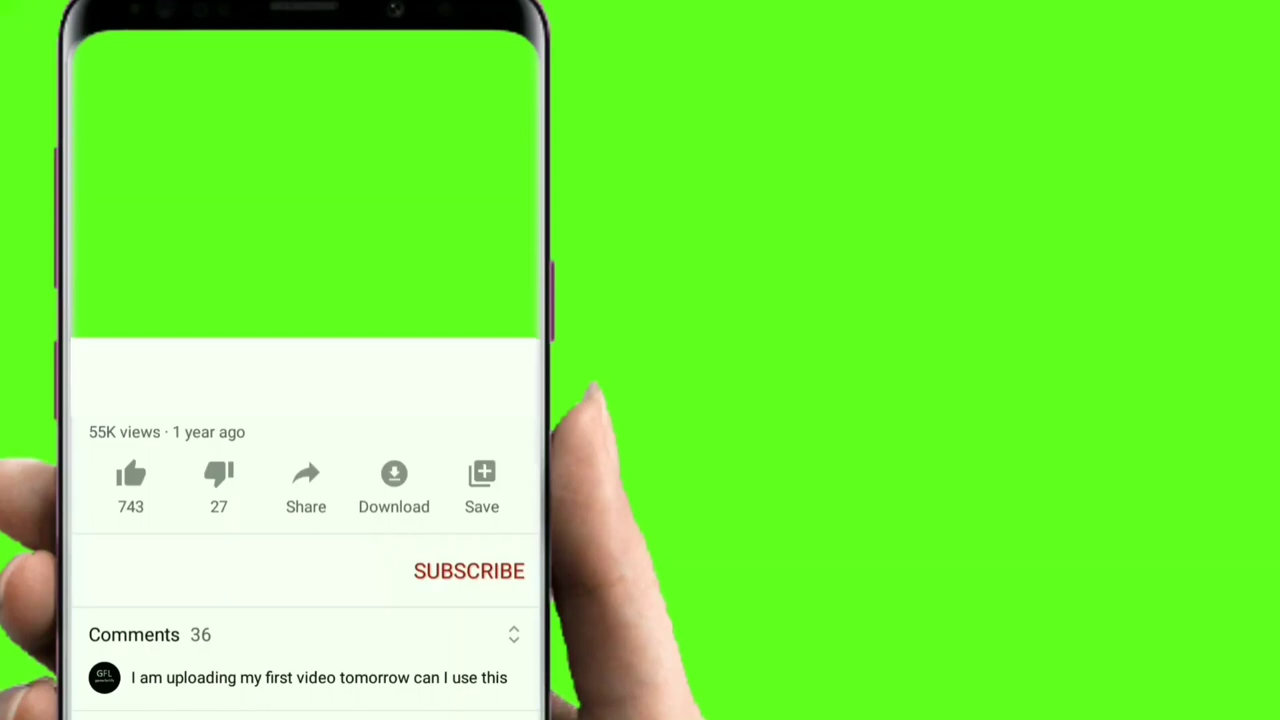 55K views · 1 year ago
743 27 Share Download Save
SUBSCRIBE
Comments 36
GFL
I am uploading my first video tomorrow can I use this